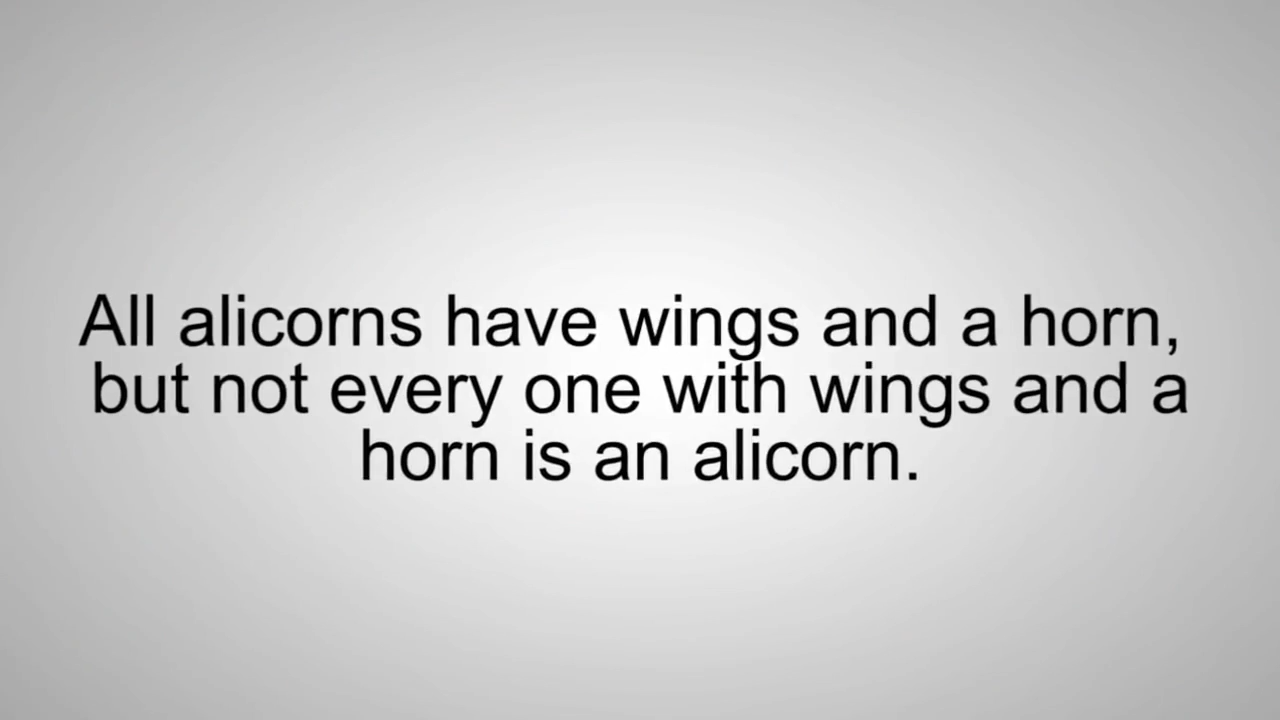 All alicorns have wings and a horn,
but not every one with wings and a
horn is an alicorn.